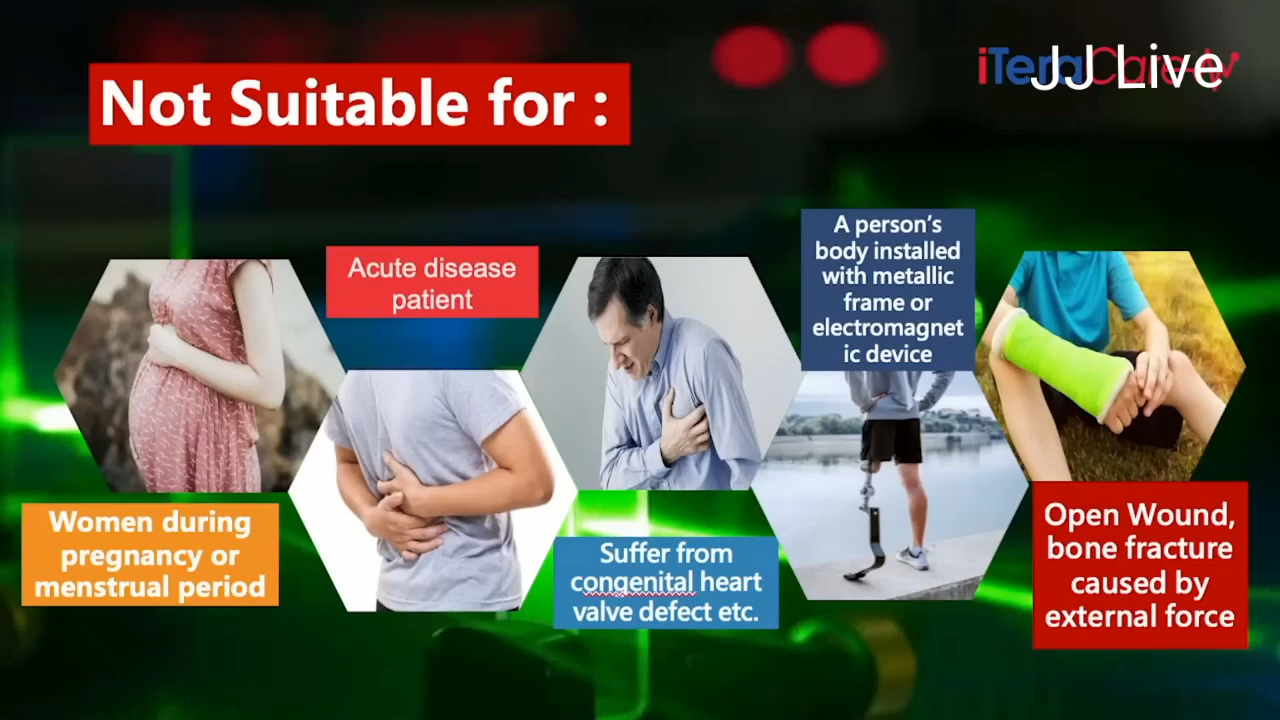 iTeraCare
JJ Live
Not Suitable for :
Women during
pregnancy or
menstrual period
Acute disease
patient
Suffer from
congenital heart
valve defect etc.
A person's
body installed
with metallic
frame or
electromagnet
ic device
Open Wound,
bone fracture
caused by
external force